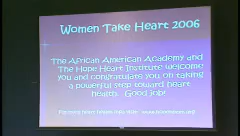 Women Take Heart 2006
The African American Academy and
The Hope Heart Institute welcome
you and congratulate you on taking
a powerful step toward heart
health. Good job!